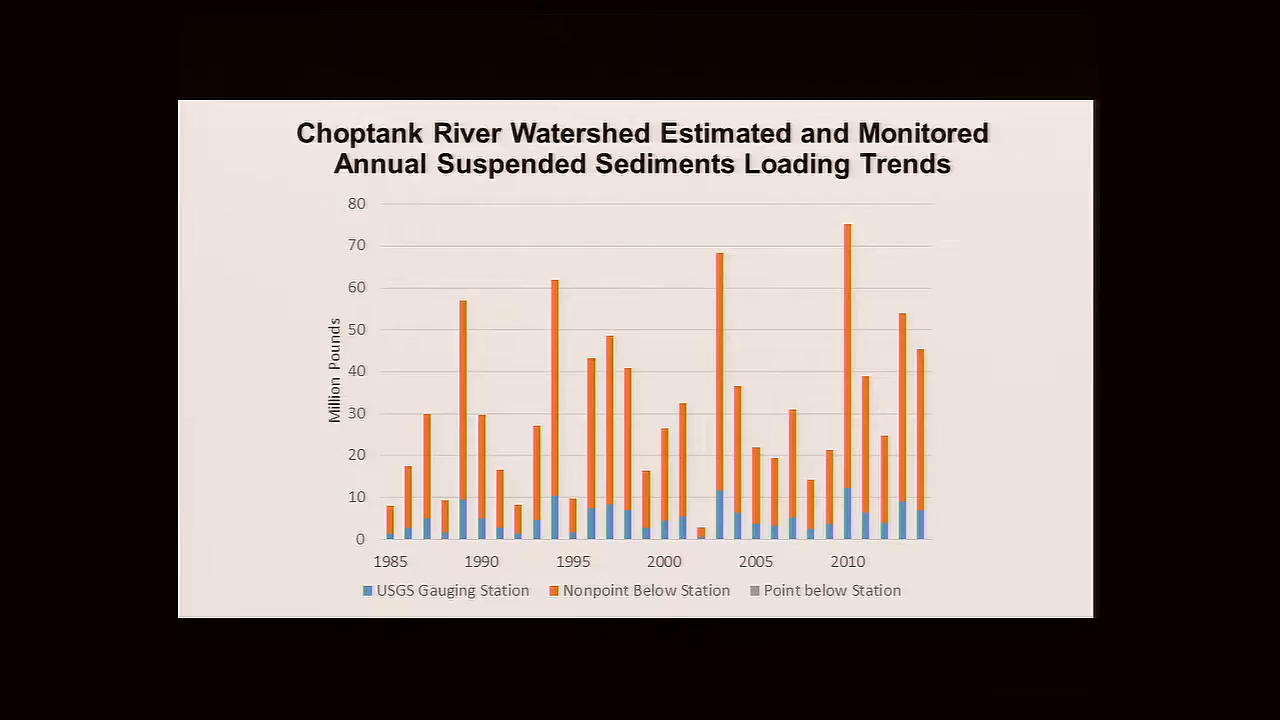 Choptank River Watershed Estimated and Monitored
Annual Suspended Sediments Loading Trends
80
70
60
50
40
30
20
10
0
Million Pounds
1985 1990 1995 2000 2005 2010
USGS Gauging Station Nonpoint Below Station Point below Station